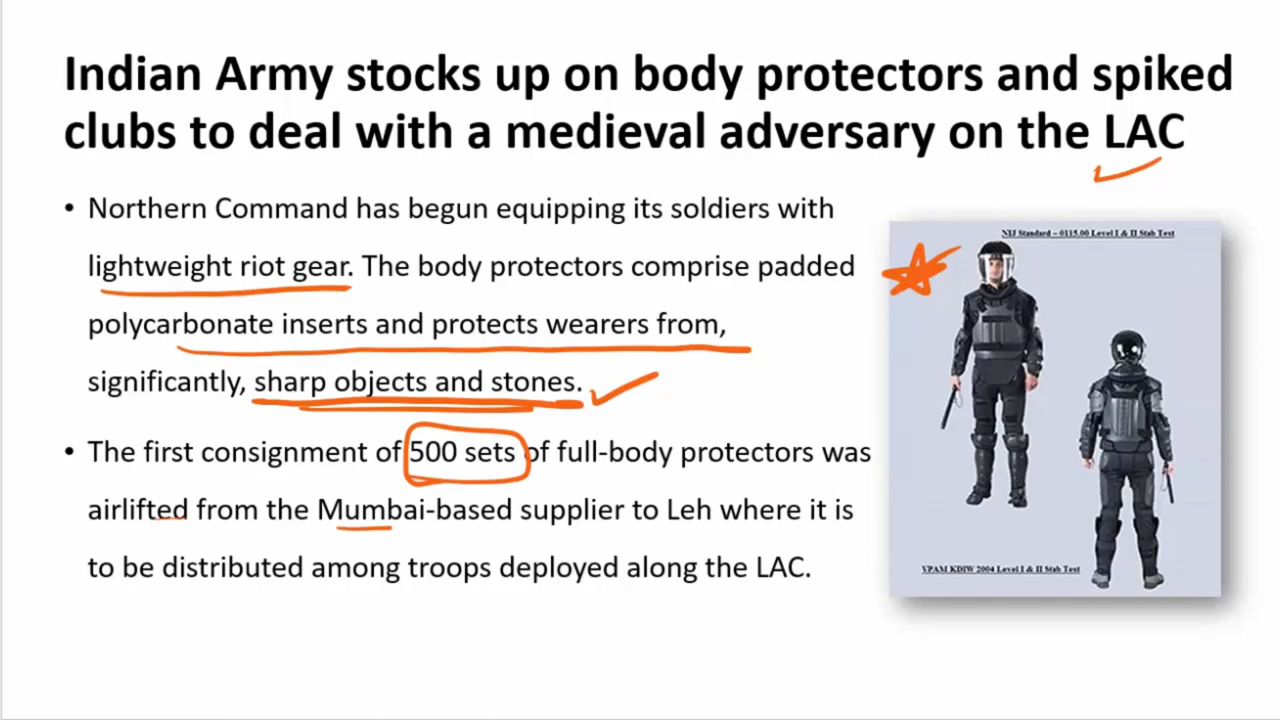 Indian Army stocks up on body protectors and spiked
clubs to deal with a medieval adversary on the LAC
• Northern Command has begun equipping its soldiers with
lightweight riot gear. The body protectors comprise padded
polycarbonate inserts and protects wearers from,
significantly, sharp objects and stones.
• The first consignment of 500 sets of full-body protectors was
airlifted from the Mumbai-based supplier to Leh where it is
to be distributed among troops deployed along the LAC.
NIJ Standard – 0115.00 Level I & II Stab Test
VPAM KDIW 2004 Level I & II Stab Test